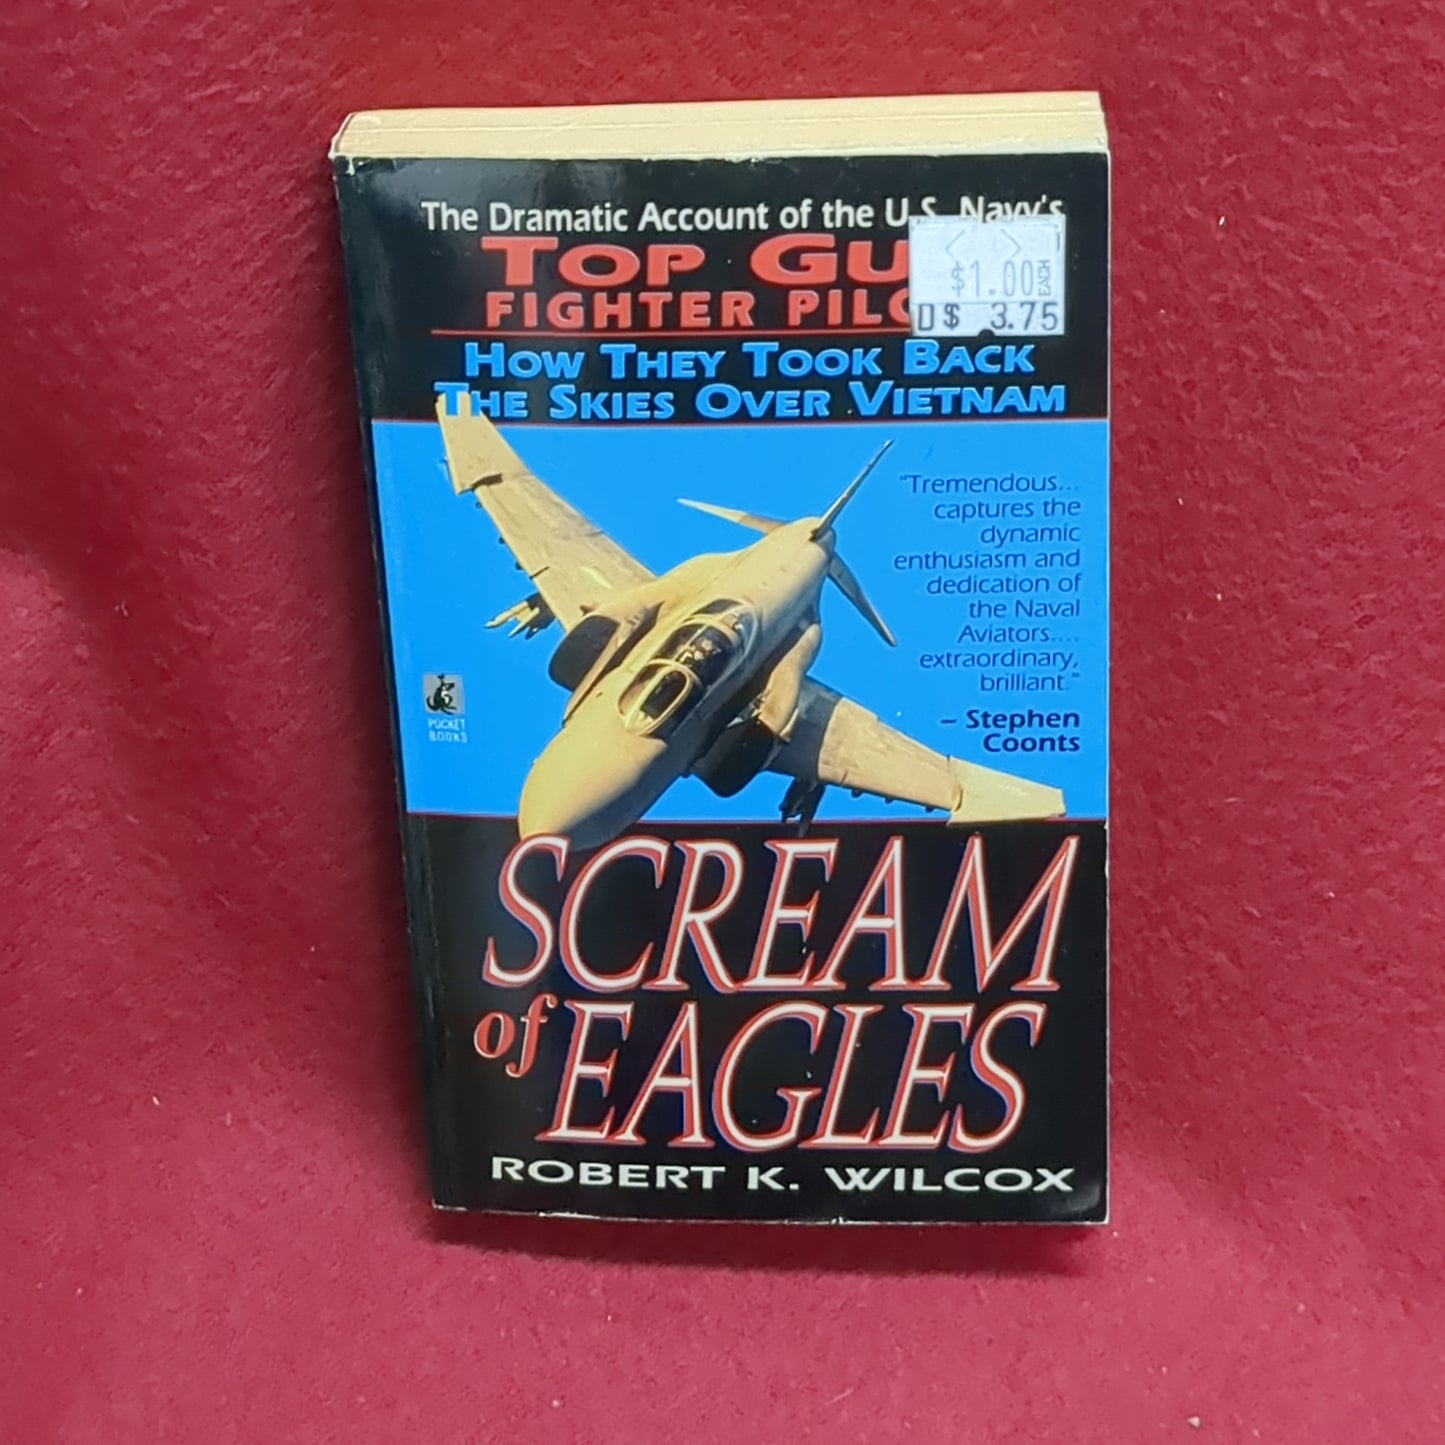 The Dramatic Account of the U.S. Navy's
TOP GU
FIGHTER PILO
$1.00 EACH
D$ 3.75
HOW THEY TOOK BACK
THE SKIES OVER VIETNAM
"Tremendous...
captures the
dynamic
enthusiasm and
dedication of
the Naval
Aviators....
extraordinary,
brilliant."
– Stephen
Coonts
POCKET
BOOKS
SCREAM
of EAGLES
ROBERT K. WILCOX